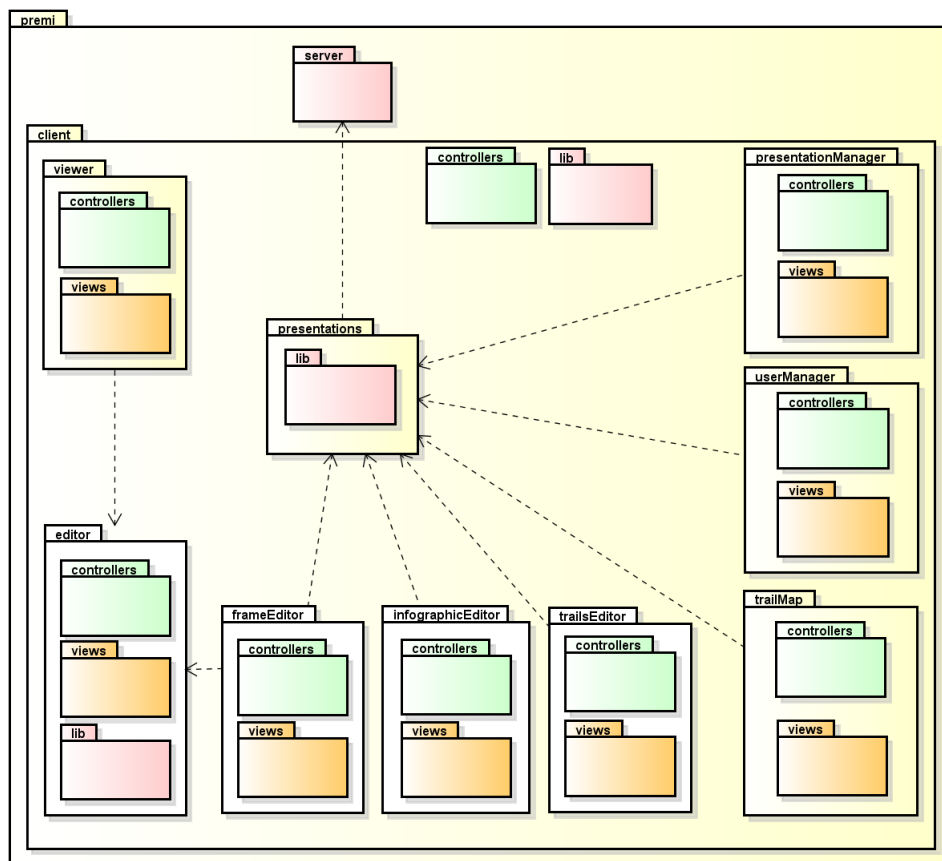 premi
server
client
controllers
lib
presentationManager
viewer
controllers
controllers
views
views
presentations
lib
userManager
controllers
views
editor
controllers
views
lib
frameEditor
controllers
views
infographicEditor
controllers
views
trailsEditor
controllers
views
trailMap
controllers
views